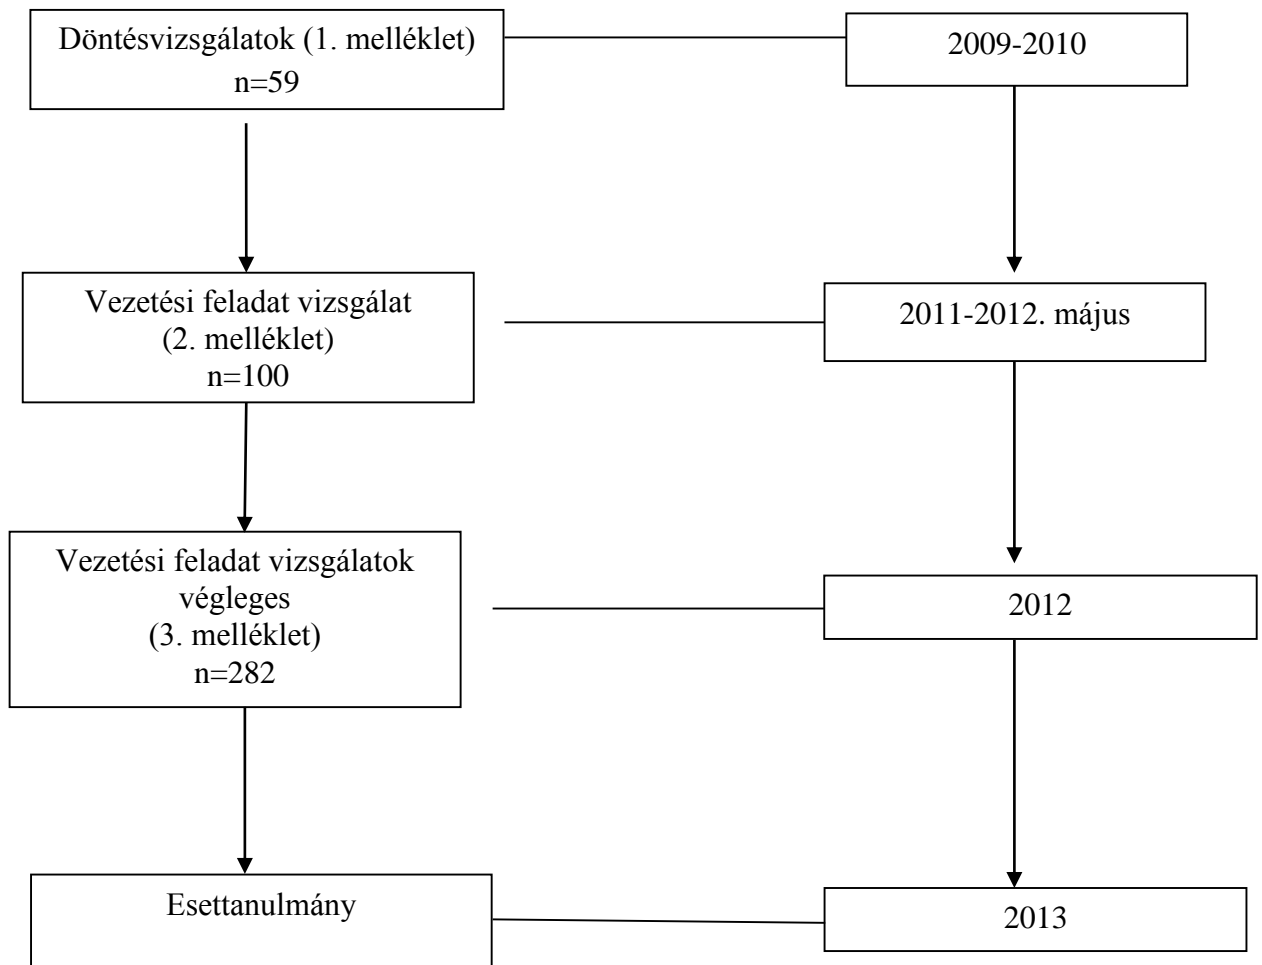 Döntésvizsgálatok (1. melléklet)
n=59
2009-2010
Vezetési feladat vizsgálat
(2. melléklet)
n=100
2011-2012. május
Vezetési feladat vizsgálatok
végleges
(3. melléklet)
n=282
2012
Esettanulmány
2013